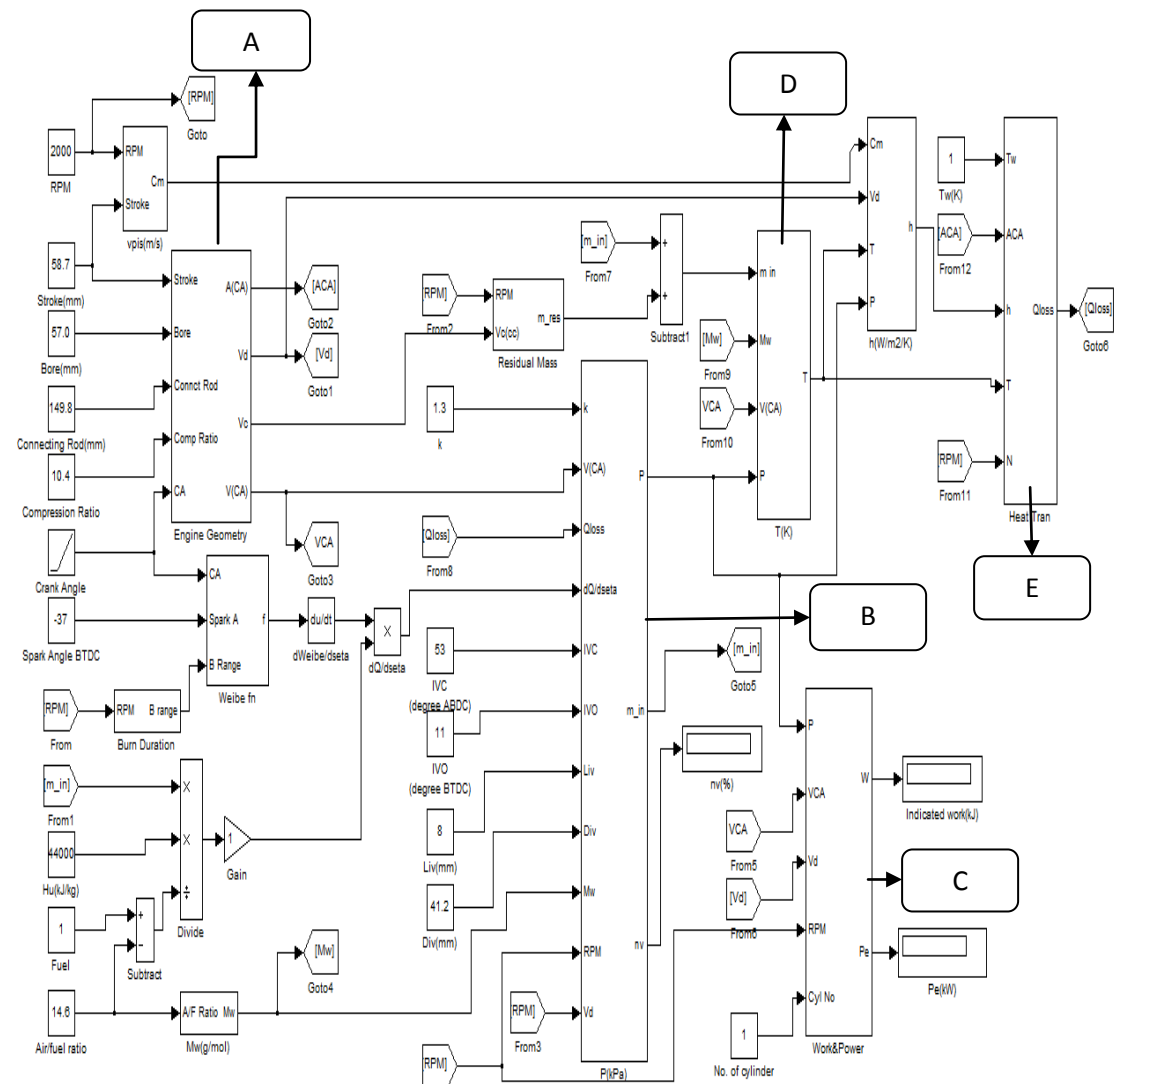 A
D
[RPM]
Goto
2000
RPM
RPM
Cm
Stroke
vpis(m/s)
58.7
Stroke(mm)
57.0
Bore(mm)
149.8
Connecting Rod(mm)
10.4
Compression Ratio
Crank Angle
Stroke
Bore
Connct Rod
Comp Ratio
CA
A(CA)
Vd
Vc
V(CA)
Engine Geometry
[ACA]
Goto2
[Vd]
Goto1
VCA
Goto3
[RPM]
From2
RPM
Vc(cc)
m_res
Residual Mass
[m_in]
From7
+
+
Subtract1
[Mw]
From9
VCA
From10
m in
Mw
V(CA)
P
T
T(K)
Cm
Vd
T
P
h
h(W/m2/K)
1
Tw(K)
[ACA]
From12
[RPM]
From11
Tw
ACA
h
T
N
Qloss
Heat Tran
[Qloss]
Goto6
E
1.3
k
[Qloss]
From8
k
V(CA)
Qloss
dQ/dseta
IVC
IVO
Liv
Div
Mw
RPM
Vd
P
m_in
nv
P(kPa)
B
-37
Spark Angle BTDC
CA
Spark A
B Range
f
Weibe fn
du/dt
dWeibe/dseta
×
dQ/dseta
53
IVC
(degree ABDC)
11
IVO
(degree BTDC)
8
Liv(mm)
41.2
Div(mm)
[RPM]
From
RPM
B range
Burn Duration
[m_in]
From1
44000
Hu(kJ/kg)
1
Fuel
14.6
Air/fuel ratio
+
−
Subtract
×
×
÷
Divide
1
Gain
A/F Ratio
Mw
Mw(g/mol)
[Mw]
Goto4
[RPM]
From3
[RPM]
[m_in]
Goto5
nv(%)
VCA
From5
[Vd]
From6
1
No. of cylinder
P
VCA
Vd
RPM
Cyl No
W
Pe
Work&Power
Indicated work(kJ)
C
Pe(kW)